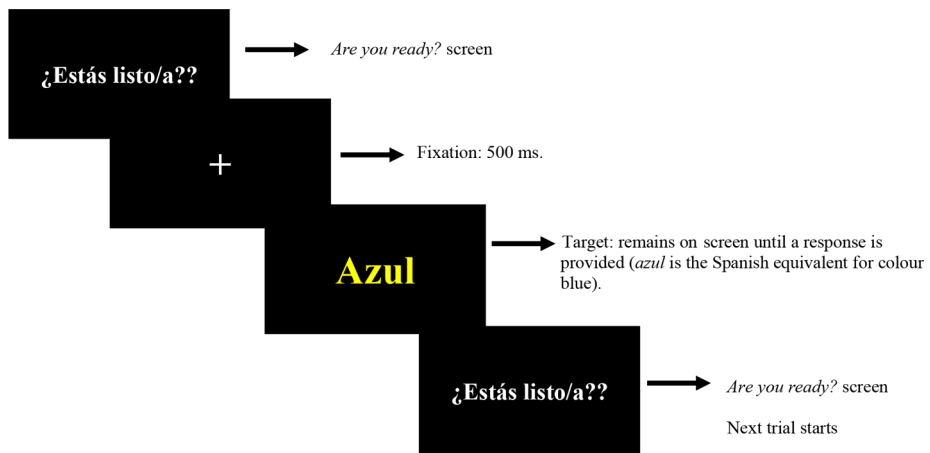 ¿Estás listo/a??
Are you ready? screen
+
Fixation: 500 ms.
Azul
Target: remains on screen until a response is
provided (azul is the Spanish equivalent for colour
blue).
¿Estás listo/a??
Are you ready? screen
Next trial starts